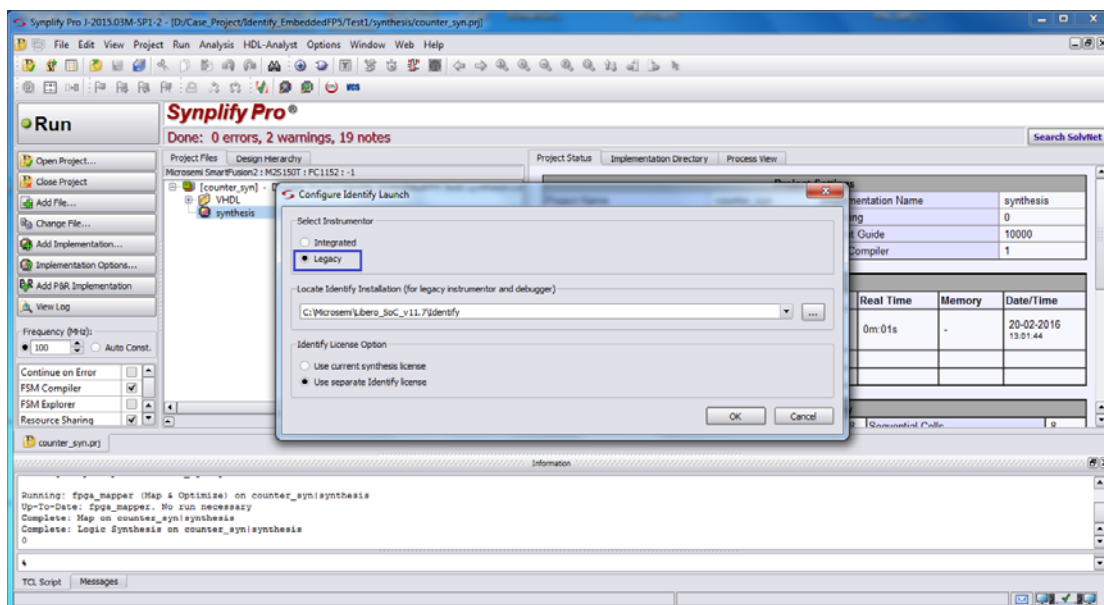 Synplify Pro J-2015.03M-SP1-2 - [D:/Case_Project/Identify_EmbeddedFP5/Test1/synthesis/counter_syn.prj]
File Edit View Project Run Analysis HDL-Analyst Options Window Web Help
Run
Synplify Pro®
Done: 0 errors, 2 warnings, 19 notes
Search SolvNet
Open Project...
Close Project
Add File...
Change File...
Add Implementation...
Implementation Options...
Add P&R Implementation
View Log
Frequency (MHz):
100 Auto Const.
Continue on Error
FSM Compiler
FSM Explorer
Resource Sharing
Project Files Design Hierarchy
Microsemi SmartFusion2 : M2S150T : FC1152 : -1
[counter_syn] -
VHDL
synthesis
Project Status Implementation Directory Process View
mentation Name synthesis
ng 0
t Guide 10000
Compiler 1
Real Time Memory Date/Time
0m:01s - 20-02-2016
13:01:44
Sequential Cells 8
Configure Identify Launch
Select Instrumentor
Integrated
Legacy
Locate Identify Installation (for legacy instrumentor and debugger)
C:\Microsemi\Libero_SoC_v11.7\Identify
...
Identify License Option
Use current synthesis license
Use separate Identify license
OK Cancel
counter_syn.prj
Information
Running: fpga_mapper (Map & Optimize) on counter_syn|synthesis
Up-To-Date: fpga_mapper. No run necessary
Complete: Map on counter_syn|synthesis
Complete: Logic Synthesis on counter_syn|synthesis
0
%
TCL Script Messages